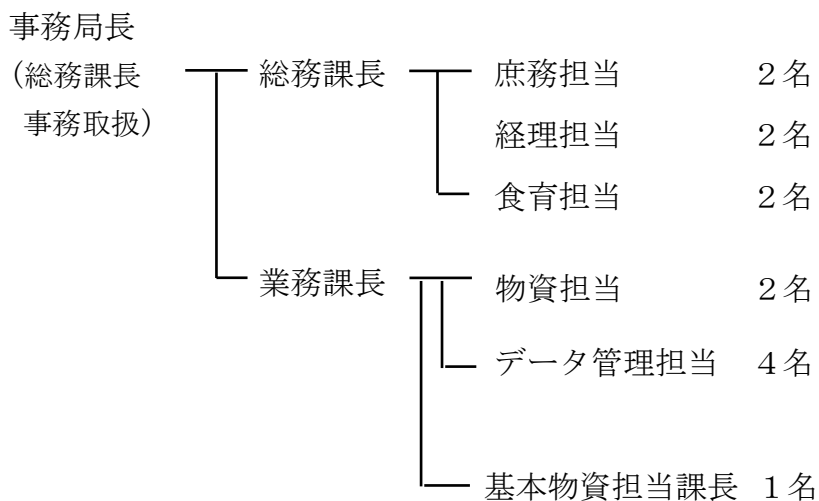 事務局長
(総務課長 総務課長 庶務担当 2名
事務取扱)
経理担当 2名
食育担当 2名
業務課長 物資担当 2名
データ管理担当 4名
基本物資担当課長 1名